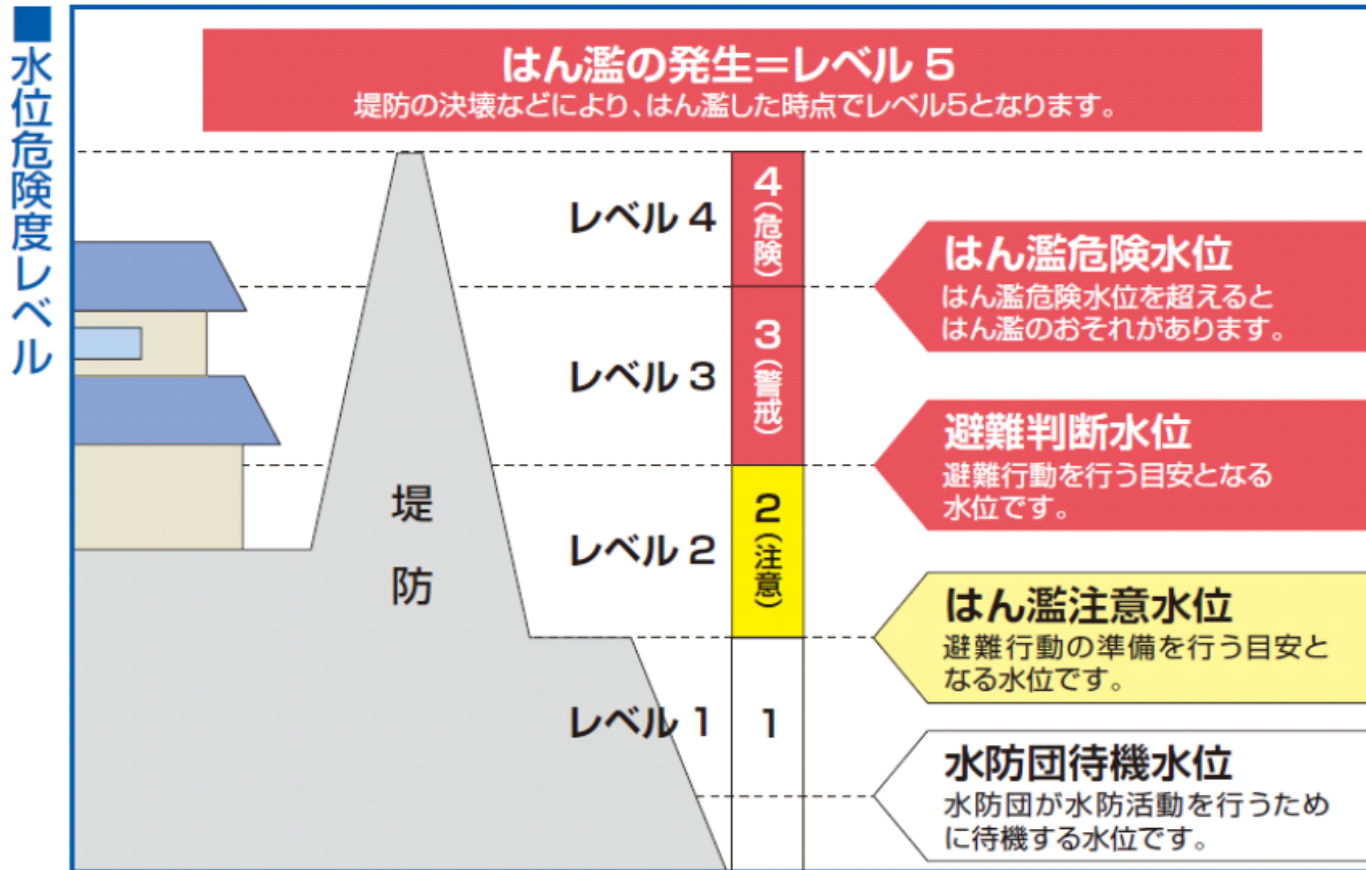 ■水位危険度レベル
はん濫の発生=レベル5
堤防の決壊などにより、はん濫した時点でレベル5となります。
レベル4
4(危険)
はん濫危険水位
はん濫危険水位を超えると
はん濫のおそれがあります。
レベル3
3(警戒)
避難判断水位
避難行動を行う目安となる
水位です。
堤防
レベル2
2(注意)
はん濫注意水位
避難行動の準備を行う目安と
なる水位です。
レベル1
1
水防団待機水位
水防団が水防活動を行うため
に待機する水位です。